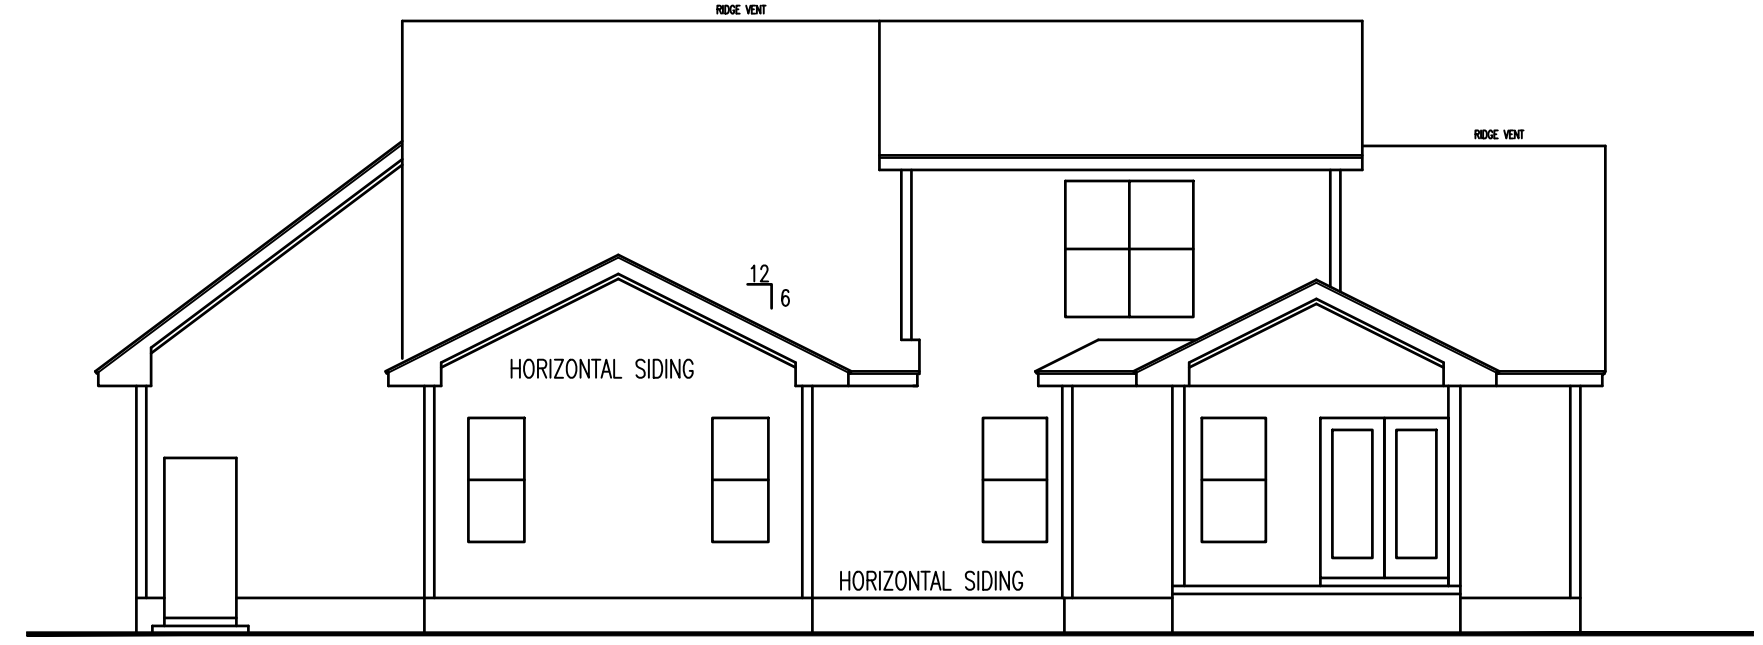 RIDGE VENT
RIDGE VENT
12
6
HORIZONTAL SIDING
HORIZONTAL SIDING